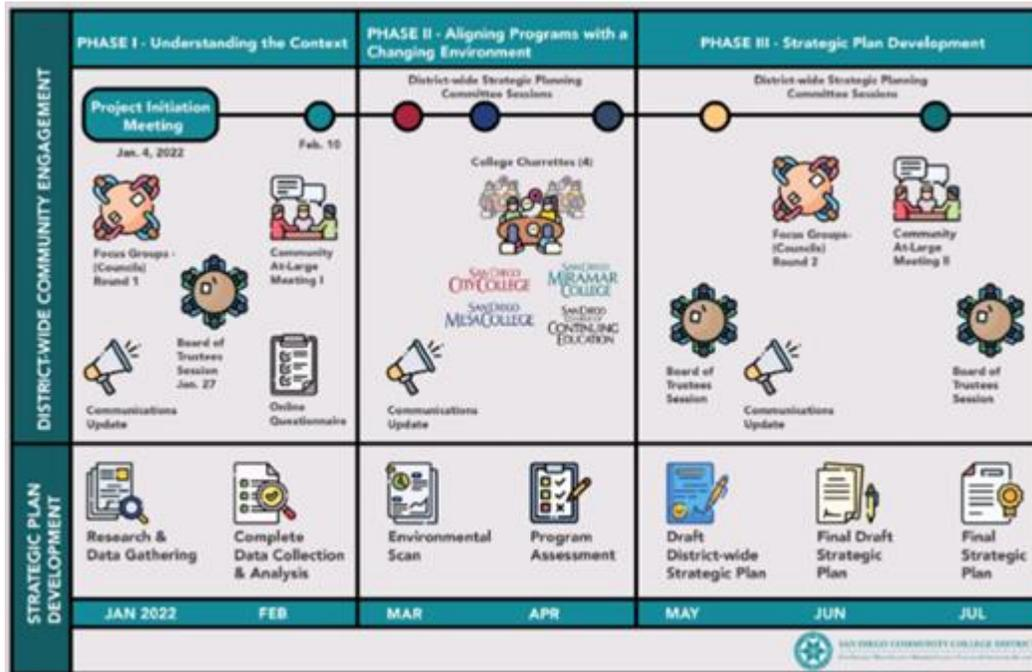 PHASE I - Understanding the Context
PHASE II - Aligning Programs with a
Changing Environment
PHASE III - Strategic Plan Development
DISTRICT-WIDE COMMUNITY ENGAGEMENT
Project Initiation
Meeting
Jan. 4, 2022
Feb. 10
District-wide Strategic Planning
Committee Sessions
District-wide Strategic Planning
Committee Sessions
Focus Groups -
(Councils)
Round 1
Community
At-Large
Meeting I
Board of
Trustees
Session
Jan. 27
Communications
Update
Online
Questionnaire
College Charrettes (4)
SAN DIEGO
CITY COLLEGE
SAN DIEGO
MIRAMAR
COLLEGE
SAN DIEGO
MESA COLLEGE
SAN DIEGO
COLLEGE OF
CONTINUING
EDUCATION
Communications
Update
Focus Groups-
(Councils)
Round 2
Community
At-Large
Meeting II
Board of
Trustees
Session
Communications
Update
Board of
Trustees
Session
STRATEGIC PLAN
DEVELOPMENT
Research &
Data Gathering
Complete
Data Collection
& Analysis
Environmental
Scan
Program
Assessment
Draft
District-wide
Strategic Plan
Final Draft
Strategic
Plan
Final
Strategic
Plan
JAN 2022
FEB
MAR
APR
MAY
JUN
JUL
SAN DIEGO COMMUNITY COLLEGE DISTRICT